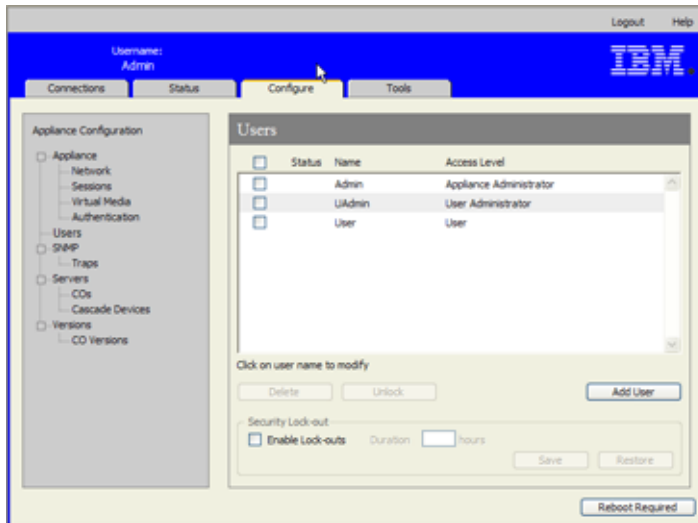 Logout Help
Username:
Admin
IBM
Connections Status Configure Tools
Appliance Configuration
Appliance
Network
Sessions
Virtual Media
Authentication
Users
SNMP
Traps
Servers
COs
Cascade Devices
Versions
CO Versions
Users
Status Name Access Level
Admin Appliance Administrator
UAdmin User Administrator
User User
Click on user name to modify
Delete Unlock Add User
Security Lock-out
Enable Lock-outs Duration hours
Save Restore
Reboot Required